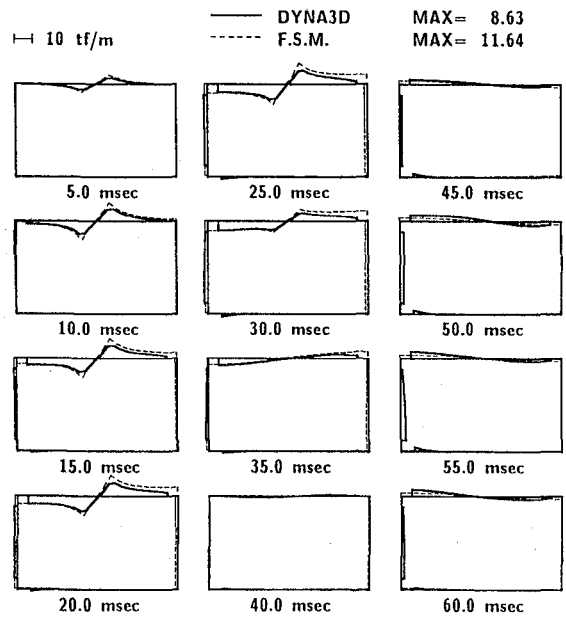 DYNA3D MAX= 8.63
10 tf/m F.S.M. MAX= 11.64
5.0 msec 25.0 msec 45.0 msec
10.0 msec 30.0 msec 50.0 msec
15.0 msec 35.0 msec 55.0 msec
20.0 msec 40.0 msec 60.0 msec